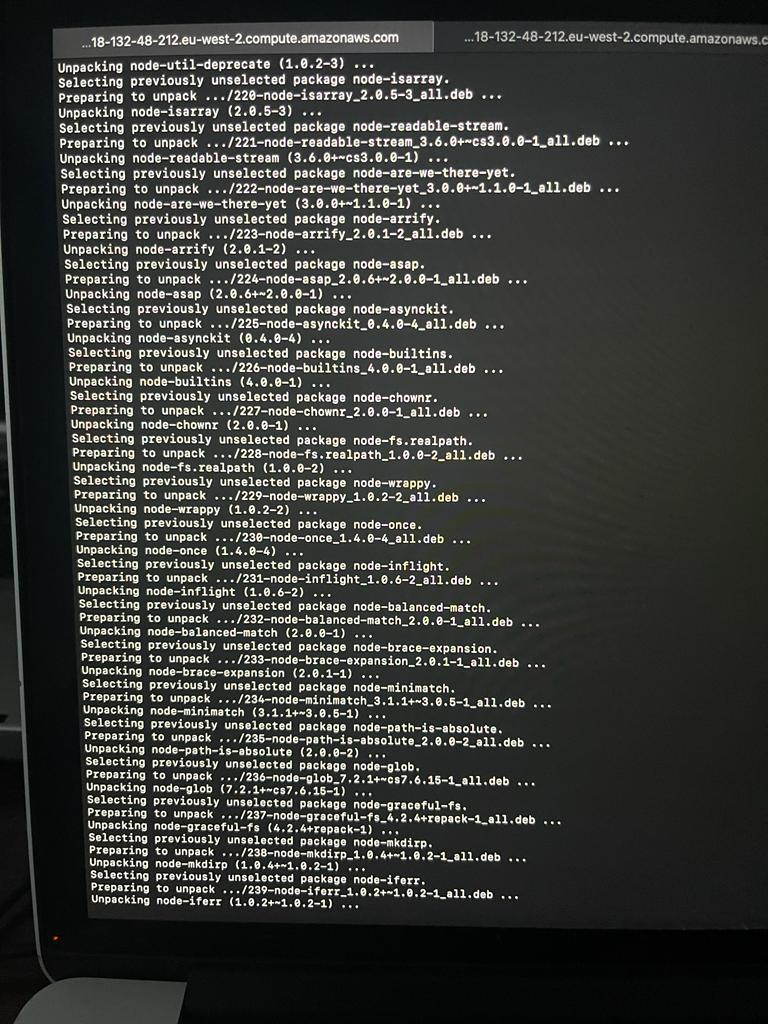 ...18-132-48-212.eu-west-2.compute.amazonaws.com
...18-132-48-212.eu-west-2.compute.amazonaws.c
Unpacking node-util-deprecate (1.0.2-3) ...
Selecting previously unselected package node-isarray.
Preparing to unpack .../220-node-isarray_2.0.5-3_all.deb ...
Unpacking node-isarray (2.0.5-3) ...
Selecting previously unselected package node-readable-stream.
Preparing to unpack .../221-node-readable-stream_3.6.0+~cs3.0.0-1_all.deb ...
Unpacking node-readable-stream (3.6.0+~cs3.0.0-1) ...
Selecting previously unselected package node-are-we-there-yet.
Preparing to unpack .../222-node-are-we-there-yet_3.0.0+~1.1.0-1_all.deb ...
Unpacking node-are-we-there-yet (3.0.0+~1.1.0-1) ...
Selecting previously unselected package node-arrify.
Preparing to unpack .../223-node-arrify_2.0.1-2_all.deb ...
Unpacking node-arrify (2.0.1-2) ...
Selecting previously unselected package node-asap.
Preparing to unpack .../224-node-asap_2.0.6+~2.0.0-1_all.deb ...
Unpacking node-asap (2.0.6+~2.0.0-1) ...
Selecting previously unselected package node-asynckit.
Preparing to unpack .../225-node-asynckit_0.4.0-4_all.deb ...
Unpacking node-asynckit (0.4.0-4) ...
Selecting previously unselected package node-builtins.
Preparing to unpack .../226-node-builtins_4.0.0-1_all.deb ...
Unpacking node-builtins (4.0.0-1) ...
Selecting previously unselected package node-chownr.
Preparing to unpack .../227-node-chownr_2.0.0-1_all.deb ...
Unpacking node-chownr (2.0.0-1) ...
Selecting previously unselected package node-fs.realpath.
Preparing to unpack .../228-node-fs.realpath_1.0.0-2_all.deb ...
Unpacking node-fs.realpath (1.0.0-2) ...
Selecting previously unselected package node-wrappy.
Preparing to unpack .../229-node-wrappy_1.0.2-2_all.deb ...
Unpacking node-wrappy (1.0.2-2) ...
Selecting previously unselected package node-once.
Preparing to unpack .../230-node-once_1.4.0-4_all.deb ...
Unpacking node-once (1.4.0-4) ...
Selecting previously unselected package node-inflight.
Preparing to unpack .../231-node-inflight_1.0.6-2_all.deb ...
Unpacking node-inflight (1.0.6-2) ...
Selecting previously unselected package node-balanced-match.
Preparing to unpack .../232-node-balanced-match_2.0.0-1_all.deb ...
Unpacking node-balanced-match (2.0.0-1) ...
Selecting previously unselected package node-brace-expansion.
Preparing to unpack .../233-node-brace-expansion_2.0.1-1_all.deb ...
Unpacking node-brace-expansion (2.0.1-1) ...
Selecting previously unselected package node-minimatch.
Preparing to unpack .../234-node-minimatch_3.1.1+~3.0.5-1_all.deb ...
Unpacking node-minimatch (3.1.1+~3.0.5-1) ...
Selecting previously unselected package node-path-is-absolute.
Preparing to unpack .../235-node-path-is-absolute_2.0.0-2_all.deb ...
Unpacking node-path-is-absolute (2.0.0-2) ...
Selecting previously unselected package node-glob.
Preparing to unpack .../236-node-glob_7.2.1+~cs7.6.15-1_all.deb ...
Unpacking node-glob (7.2.1+~cs7.6.15-1) ...
Selecting previously unselected package node-graceful-fs.
Preparing to unpack .../237-node-graceful-fs_4.2.4+repack-1_all.deb ...
Unpacking node-graceful-fs (4.2.4+repack-1) ...
Selecting previously unselected package node-mkdirp.
Preparing to unpack .../238-node-mkdirp_1.0.4+~1.0.2-1_all.deb ...
Unpacking node-mkdirp (1.0.4+~1.0.2-1) ...
Selecting previously unselected package node-iferr.
Preparing to unpack .../239-node-iferr_1.0.2+~1.0.2-1_all.deb ...
Unpacking node-iferr (1.0.2+~1.0.2-1) ...